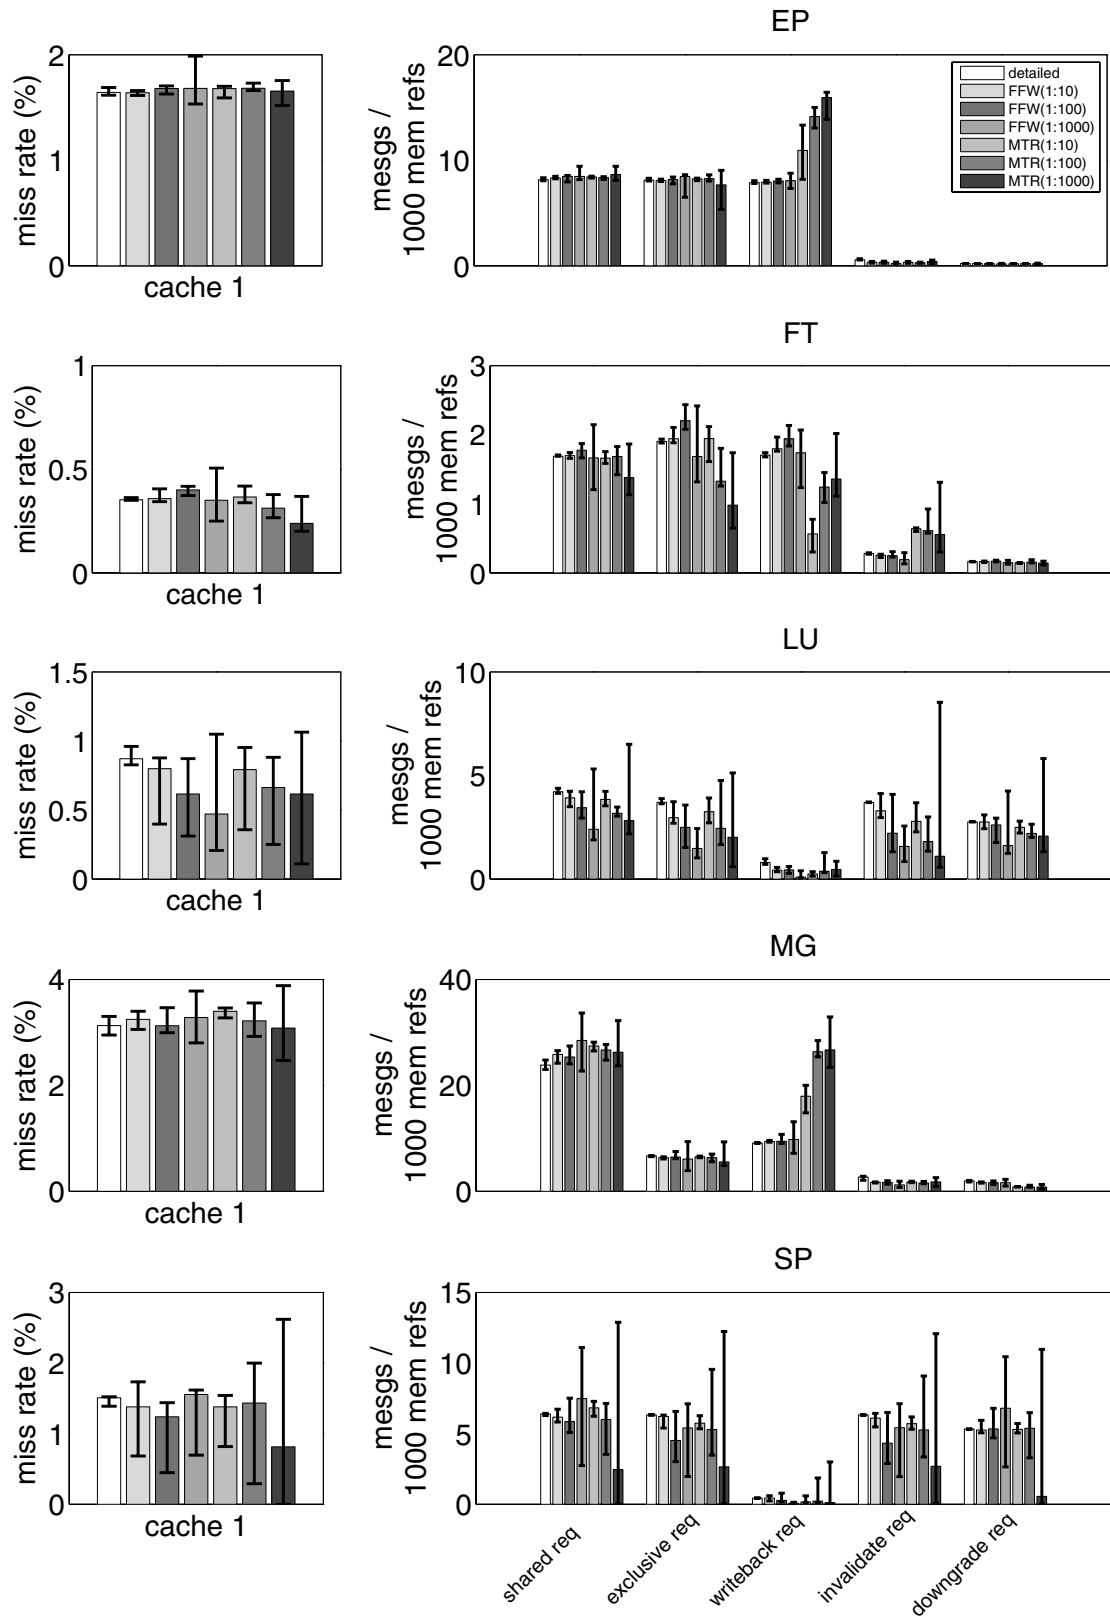 EP
2
1
0
miss rate (%)
cache 1
20
10
0
mesgs /
1000 mem refs
detailed
FFW(1:10)
FFW(1:100)
FFW(1:1000)
MTR(1:10)
MTR(1:100)
MTR(1:1000)
FT
1
0.5
0
miss rate (%)
cache 1
3
2
1
0
mesgs /
1000 mem refs
LU
1.5
1
0.5
0
miss rate (%)
cache 1
10
5
0
mesgs /
1000 mem refs
MG
4
2
0
miss rate (%)
cache 1
40
20
0
mesgs /
1000 mem refs
SP
3
2
1
0
miss rate (%)
cache 1
15
10
5
0
mesgs /
1000 mem refs
shared req
exclusive req
writeback req
invalidate req
downgrade req